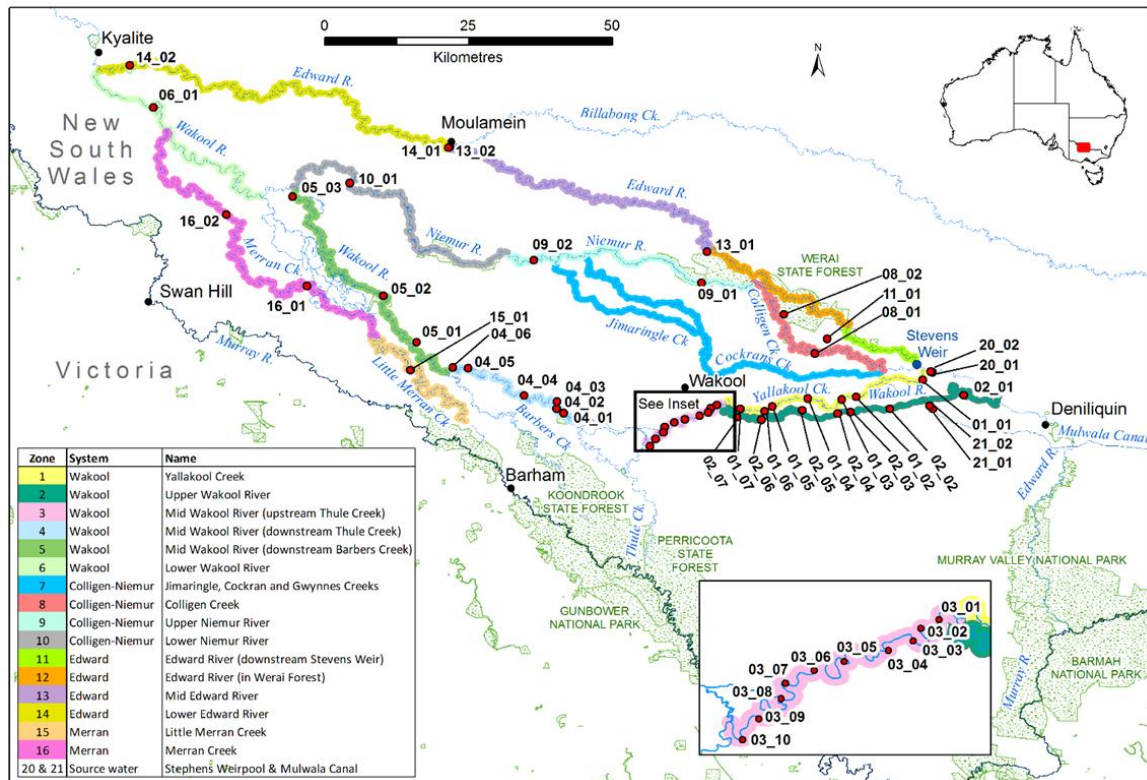 0 25 50
Kilometres
N
Kyalite
14_02
Edward R.
06_01
New
South
Wales
Wakool R.
Moulamein
14_01
13_02
Billabong Ck.
05_03
10_01
Edward R.
16_02
Niemur R.
09_02
Niemur R.
13_01
WERAI
STATE FOREST
08_02
11_01
08_01
Merran Ck.
Wakool R.
09_01
Colligen Ck
Swan Hill
16_01
05_02
Jimaringle Ck.
Stevens
Weir
05_01
15_01
04_06
Cockrans Ck.
20_02
20_01
Murray R.
04_05
Wakool
Yallakool Ck.
Wakool R.
02_01
Victoria
Little Merran Ck.
04_04
04_03
04_02
04_01
See Inset
Deniliquin
Barbers Ck.
Mulwala Canal
02_07
01_07
02_06
01_06
01_05
02_05
01_04
02_04
01_03
02_03
01_02
02_02
21_01
21_02
01_01
Edward R.
Barham
KOONDROOK
STATE FOREST
Thule Ck.
PERRICOOTA
STATE
FOREST
MURRAY VALLEY NATIONAL PARK
GUNBOWER
NATIONAL PARK
Murray R.
BARMAH
NATIONAL PARK
03_01
03_02
03_03
03_04
03_05
03_06
03_07
03_08
03_09
03_10
Zone System Name
1 Wakool Yallakool Creek
2 Wakool Upper Wakool River
3 Wakool Mid Wakool River (upstream Thule Creek)
4 Wakool Mid Wakool River (downstream Thule Creek)
5 Wakool Mid Wakool River (downstream Barbers Creek)
6 Wakool Lower Wakool River
7 Colligen-Niemur Jimaringle, Cockran and Gwynnes Creeks
8 Colligen-Niemur Colligen Creek
9 Colligen-Niemur Upper Niemur River
10 Colligen-Niemur Lower Niemur River
11 Edward Edward River (downstream Stevens Weir)
12 Edward Edward River (in Werai Forest)
13 Edward Mid Edward River
14 Edward Lower Edward River
15 Merran Little Merran Creek
16 Merran Merran Creek
20 & 21 Source water Stephens Weirpool & Mulwala Canal